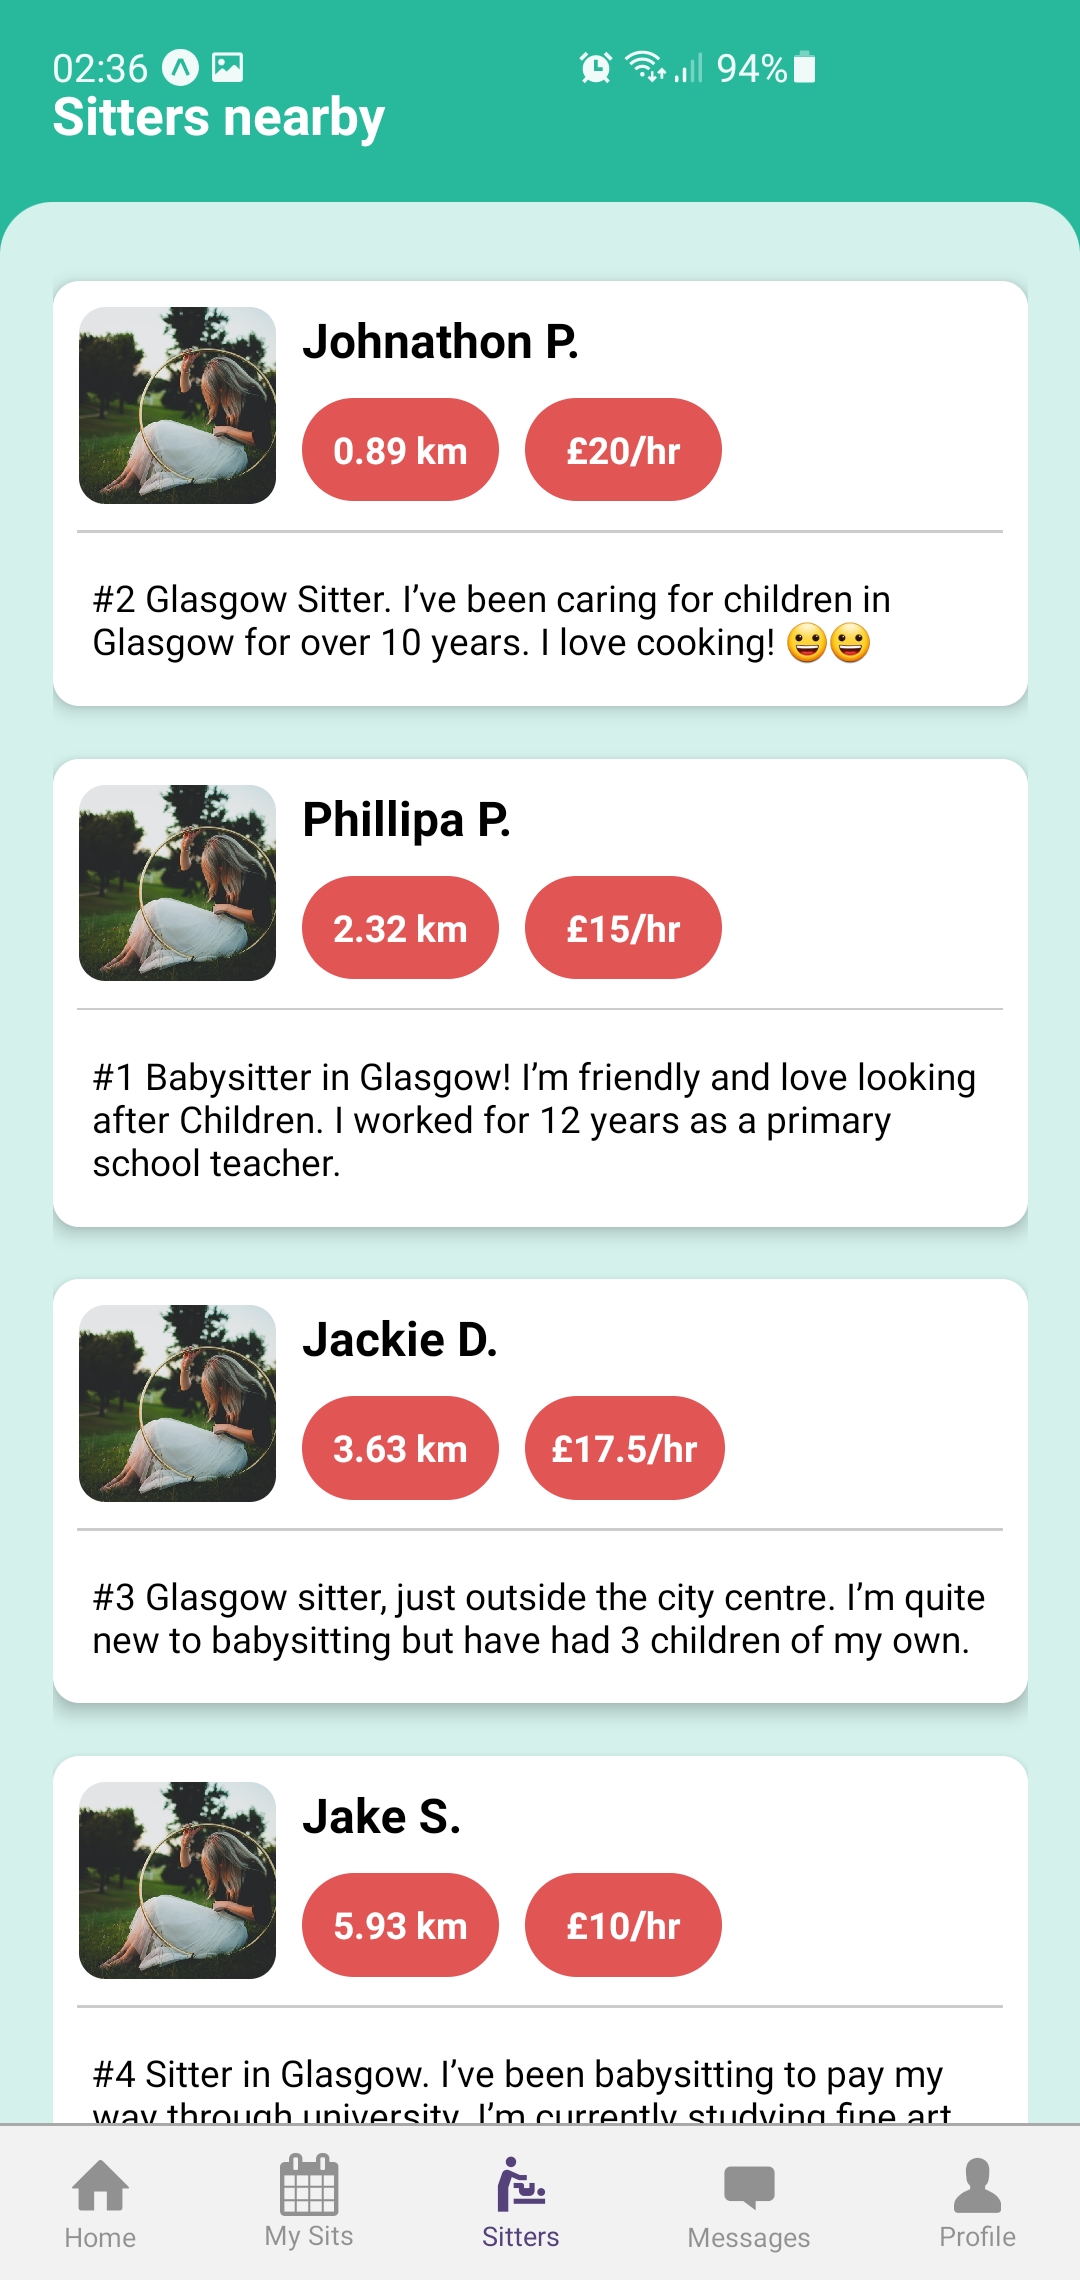 02:36
94%
Sitters nearby
Johnathon P.
0.89 km
£20/hr
#2 Glasgow Sitter. I've been caring for children in
Glasgow for over 10 years. I love cooking! 😀😀
Phillipa P.
2.32 km
£15/hr
#1 Babysitter in Glasgow! I'm friendly and love looking
after Children. I worked for 12 years as a primary
school teacher.
Jackie D.
3.63 km
£17.5/hr
#3 Glasgow sitter, just outside the city centre. I'm quite
new to babysitting but have had 3 children of my own.
Jake S.
5.93 km
£10/hr
#4 Sitter in Glasgow. I've been babysitting to pay my
way through university. I'm currently studying fine art
Home
My Sits
Sitters
Messages
Profile